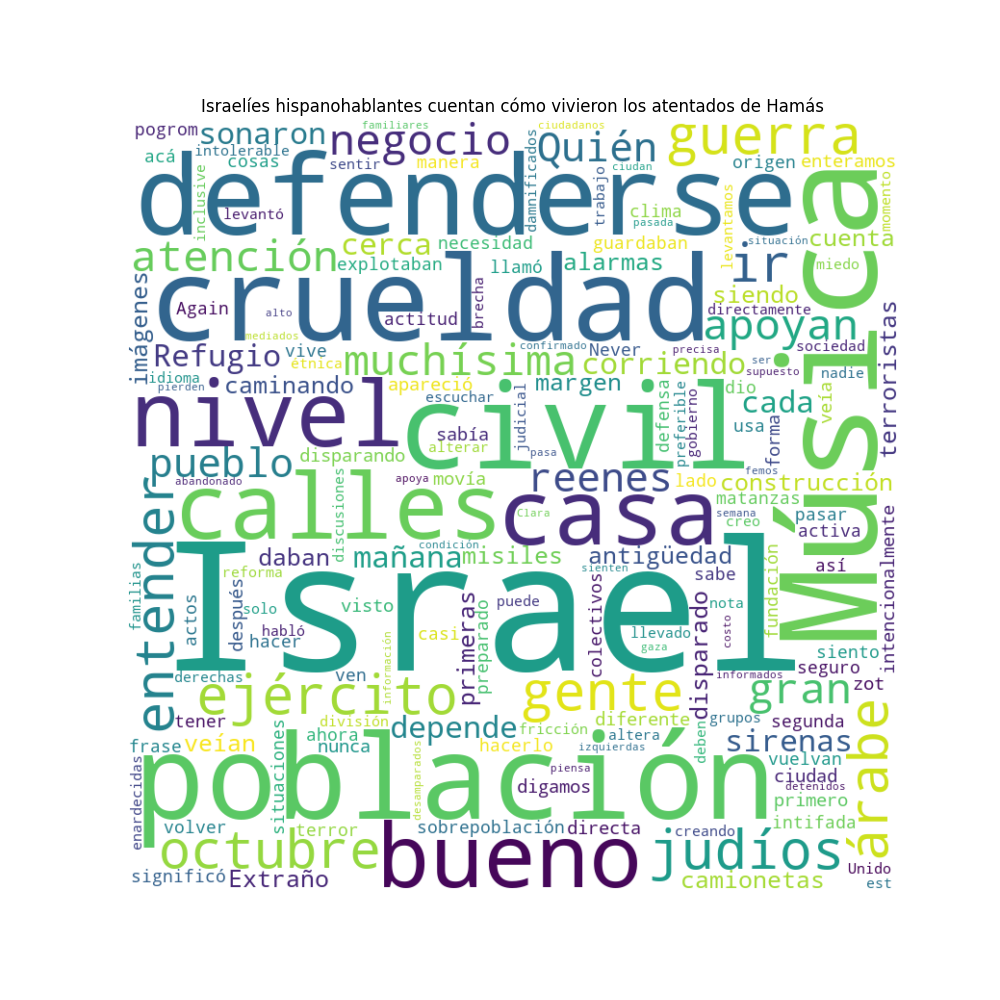 Israelíes hispanohablantes cuentan cómo vivieron los atentados de Hamás
pogrom
sonaron
familiares
negocio
ciudadanos
Quién
guerra
acá
intolerable
cosas
sentir
manera
damnificados
ciudan
origen
enteramos
defenderse
inclusive
levantó
trabajo
clima
pasada
levantamos
momento
Música
atención
cerca
necesidad
guardaban
situación
cuenta
explotaban
llamó
alarmas
ir
miedo
imágenes
crueldad
Again
alto
actitud
brecha
siendo
directamente
apoyan
terroristas
mediados
Refugio
vive
étnica
muchísima
confirmado
Never
corriendo
precisa
ser
supuesto
sociedad
nadie
idioma
pierden
caminando
apareció
escuchar
margen
defensa
preferible
gobierno
dio
cada
veía
nivel
civil
judicial
sabía
alterar
pasa
usa
forma
pueblo
disparando
movía
apoya
abandonado
reenes
lado
femos
construcción
matanzas
calles
casa
Clara
semana
creo
pasar
activa
discusiones
entender
daban
mañana
condición
misiles
antigüedad
sienten
sabe
así
intencionalmente
fundación
familias
reforma
Israel
actos
después
solo
visto
puede
colectivos
nota
llevado
gaza
costo
habló
hacer
casi
primeras
preparado
disparado
siento
derechas
ven
información
informados
seguro
zot
ejército
gente
gran
árabe
tener
división
depende
fricción
diferente
grupos
segunda
frase
veían
ahora
nunca
hacerlo
altera
izquierdas
deben
sirenas
vuelvan
enardecidas
situaciones
desamparados
población
piensa
digamos
ciudad
detenidos
primero
volver
terror
sobrepoblación
directa
creando
intifada
octubre
bueno
judíos
Unido
significó
Extraño
camionetas
est